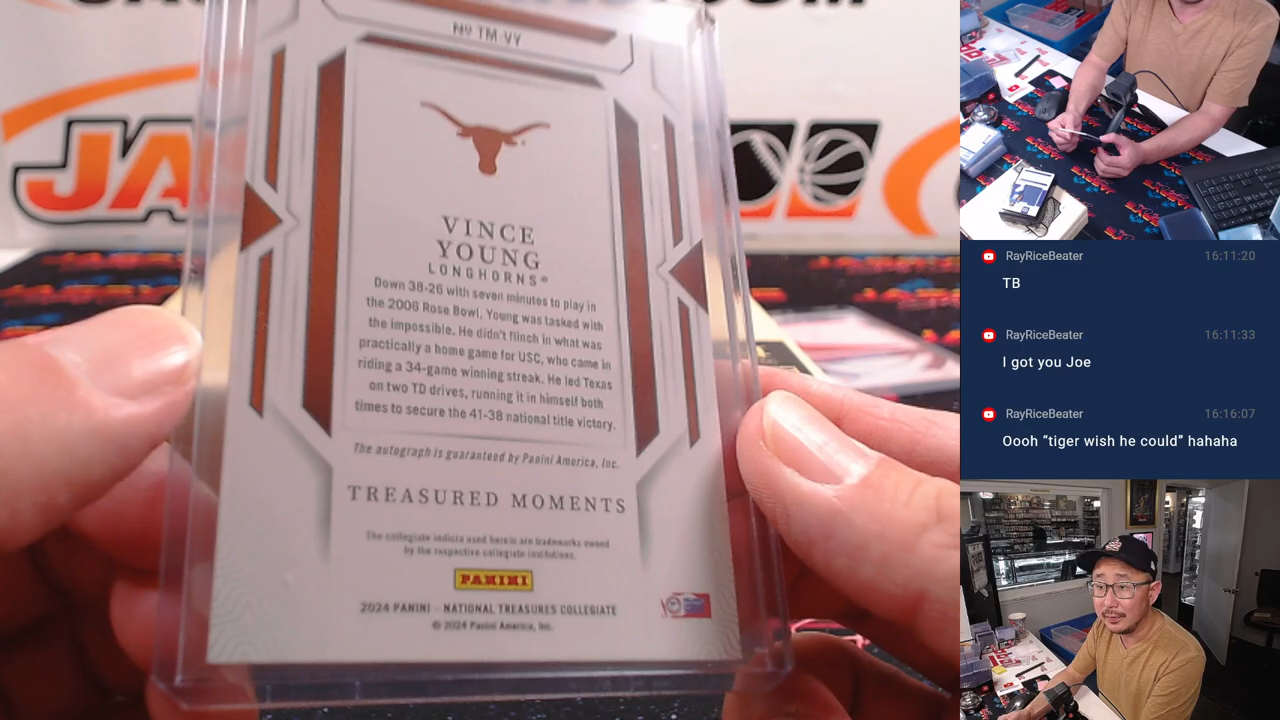 Nº TM-VY
VINCE
YOUNG
LONGHORNS®
Down 38-26 with seven minutes to play in
the 2006 Rose Bowl, Young was tasked with
the impossible. He didn't flinch in what was
practically a home game for USC, who came in
riding a 34-game winning streak. He led Texas
on two TD drives, running it in himself both
times to secure the 41-38 national title victory.
The autograph is guaranteed by Panini America, Inc.
TREASURED MOMENTS
The collegiate indicia used herein are trademarks owned
by the respective collegiate institutions.
PANINI
2024 PANINI – NATIONAL TREASURES COLLEGIATE
© 2024 Panini America, Inc.
JA
RayRiceBeater 16:11:20
TB
RayRiceBeater 16:11:33
I got you Joe
RayRiceBeater 16:16:07
Oooh “tiger wish he could” hahaha